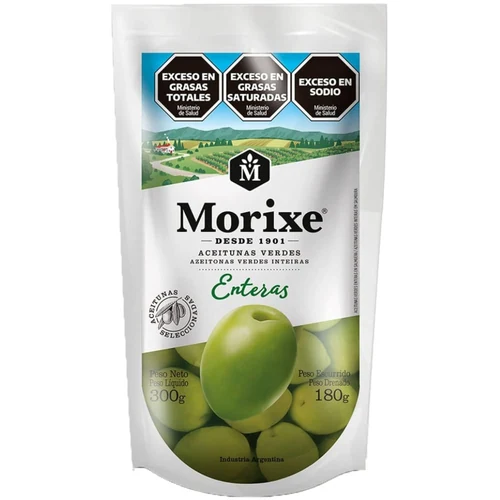 EXCESO EN
GRASAS
TOTALES
Ministerio
de Salud
EXCESO EN
GRASAS
SATURADAS
Ministerio
de Salud
EXCESO EN
SODIO
Ministerio
de Salud
M
Morixe®
DESDE 1901
ACEITUNAS VERDES
AZEITONAS VERDES INTEIRAS
Enteras
ACEITUNAS
SELECCIONADAS
Peso Neto
Peso Líquido
300g
Peso Escurrido
Peso Drenado
180g
Industria Argentina